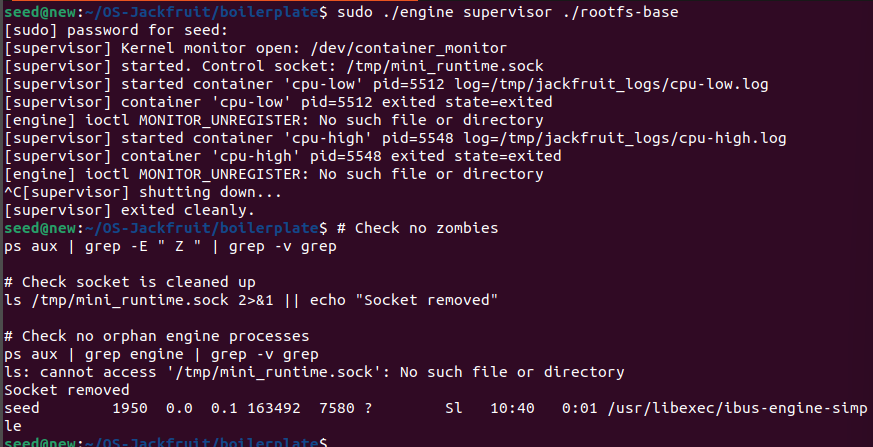 seed@new:~/OS-Jackfruit/boilerplate$ sudo ./engine supervisor ./rootfs-base
[sudo] password for seed:
[supervisor] Kernel monitor open: /dev/container_monitor
[supervisor] started. Control socket: /tmp/mini_runtime.sock
[supervisor] started container 'cpu-low' pid=5512 log=/tmp/jackfruit_logs/cpu-low.log
[supervisor] container 'cpu-low' pid=5512 exited state=exited
[engine] ioctl MONITOR_UNREGISTER: No such file or directory
[supervisor] started container 'cpu-high' pid=5548 log=/tmp/jackfruit_logs/cpu-high.log
[supervisor] container 'cpu-high' pid=5548 exited state=exited
[engine] ioctl MONITOR_UNREGISTER: No such file or directory
^C[supervisor] shutting down...
[supervisor] exited cleanly.
seed@new:~/OS-Jackfruit/boilerplate$ # Check no zombies
ps aux | grep -E " Z " | grep -v grep
# Check socket is cleaned up
ls /tmp/mini_runtime.sock 2>&1 || echo "Socket removed"
# Check no orphan engine processes
ps aux | grep engine | grep -v grep
ls: cannot access '/tmp/mini_runtime.sock': No such file or directory
Socket removed
seed        1950  0.0  0.1 163492  7580 ?        Sl   10:40   0:01 /usr/libexec/ibus-engine-simp
le
seed@new:~/OS-Jackfruit/boilerplate$